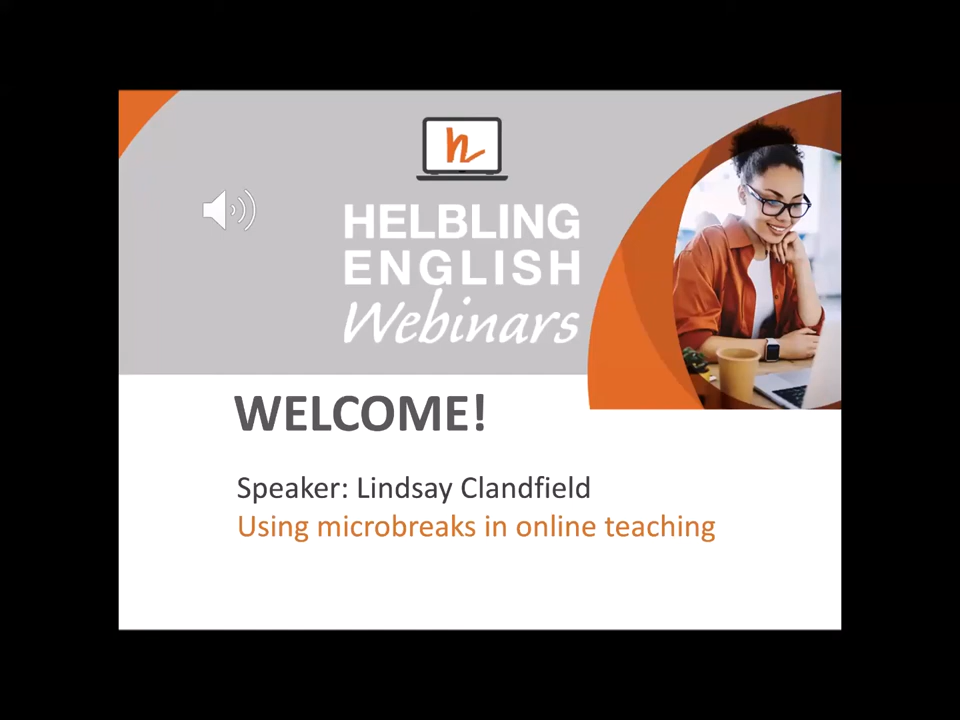 h
HELBLING
ENGLISH
Webinars
WELCOME!
Speaker: Lindsay Clandfield
Using microbreaks in online teaching